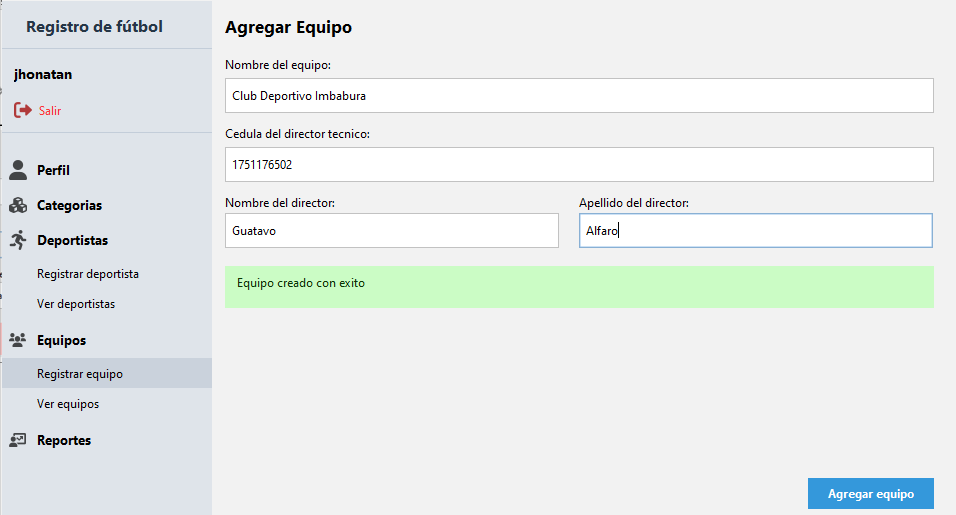 Registro de fútbol
jhonatan
Salir
Perfil
Categorias
Deportistas
Registrar deportista
Ver deportistas
Equipos
Registrar equipo
Ver equipos
Reportes
Agregar Equipo
Nombre del equipo:
Club Deportivo Imbabura
Cedula del director tecnico:
1751176502
Nombre del director:
Apellido del director:
Guatavo
Alfaro
Equipo creado con exito
Agregar equipo